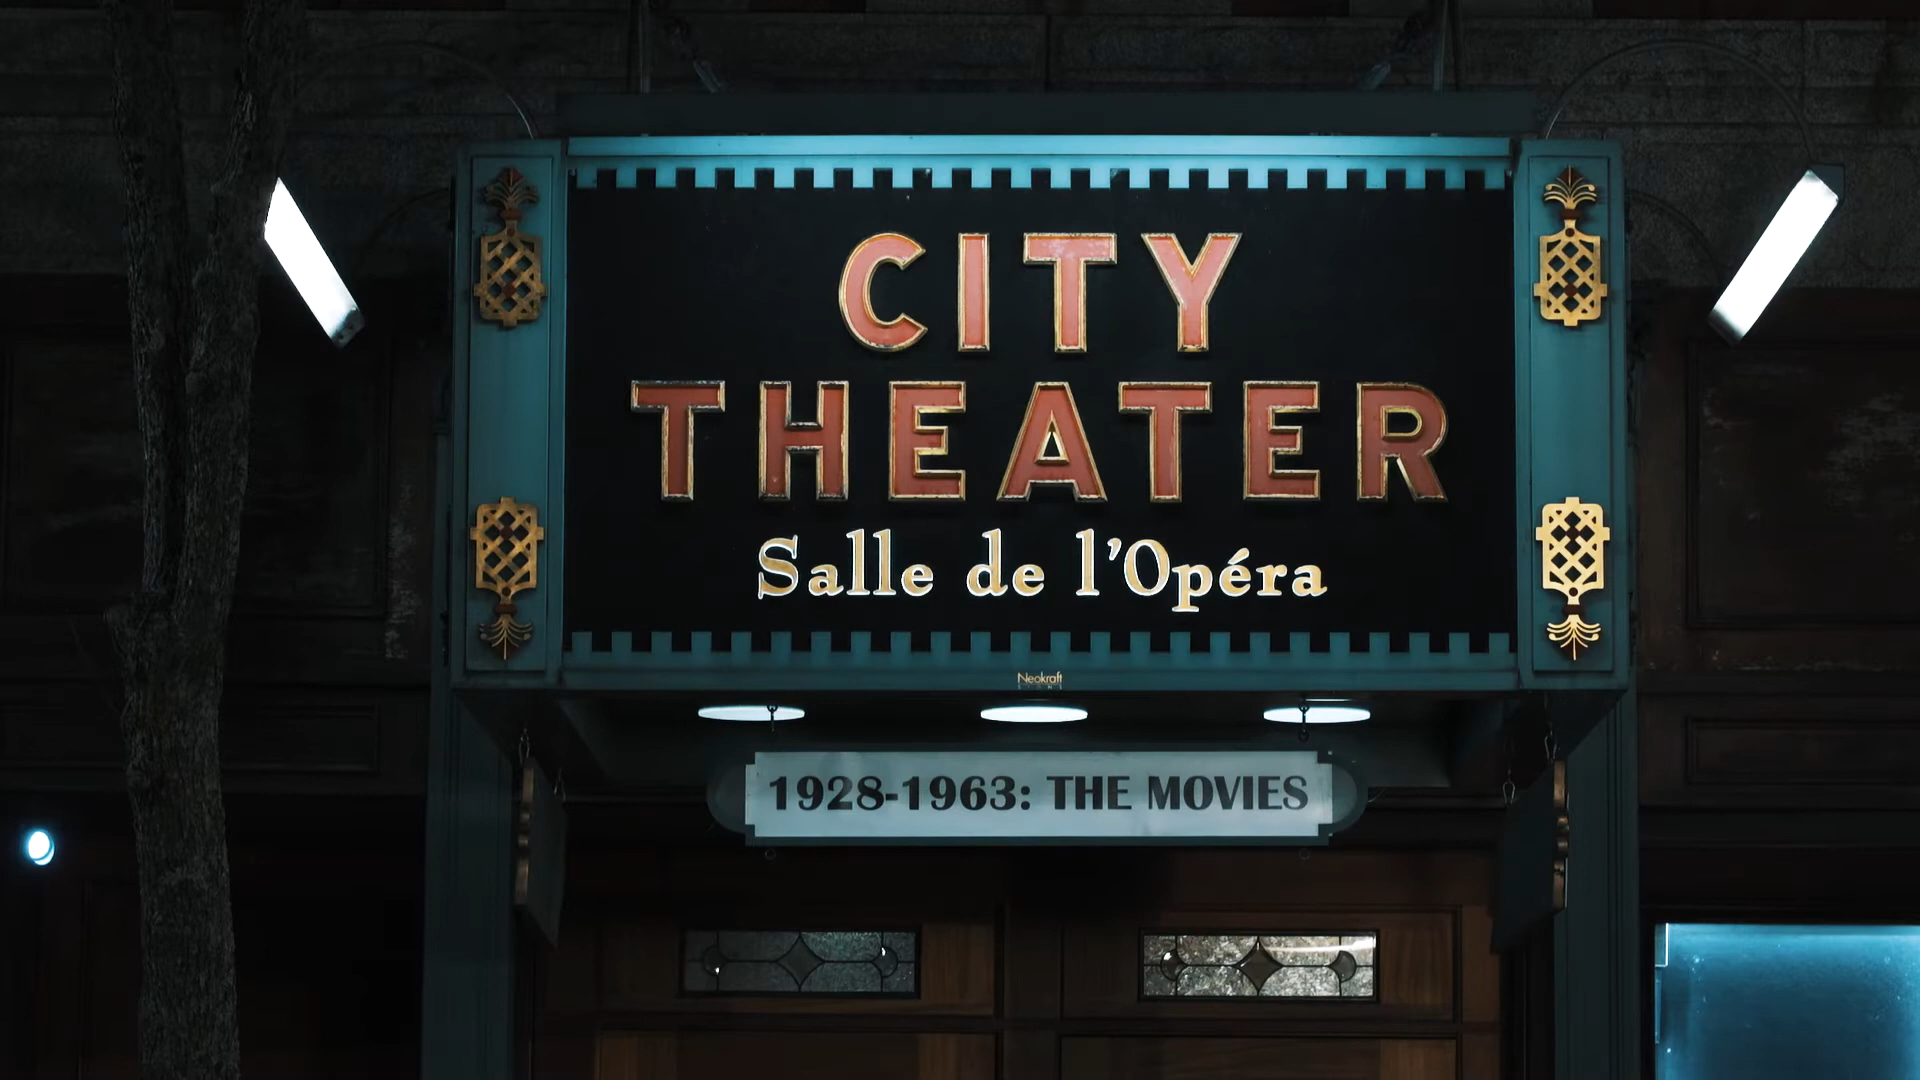 CITY
THEATER
Salle de l'Opéra
Neokraft
1928-1963: THE MOVIES